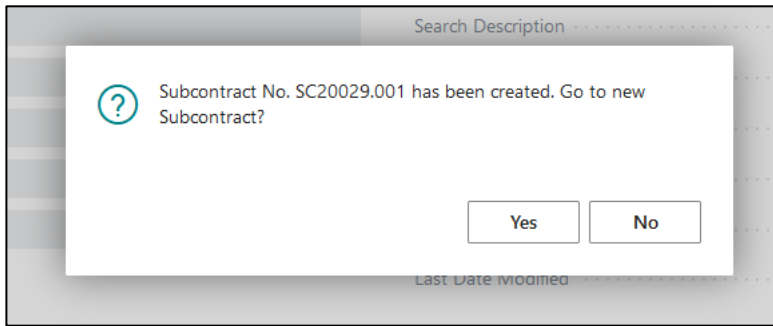 Search Description
Subcontract No. SC20029.001 has been created. Go to new
Subcontract?
Yes
No
Last Date Modified